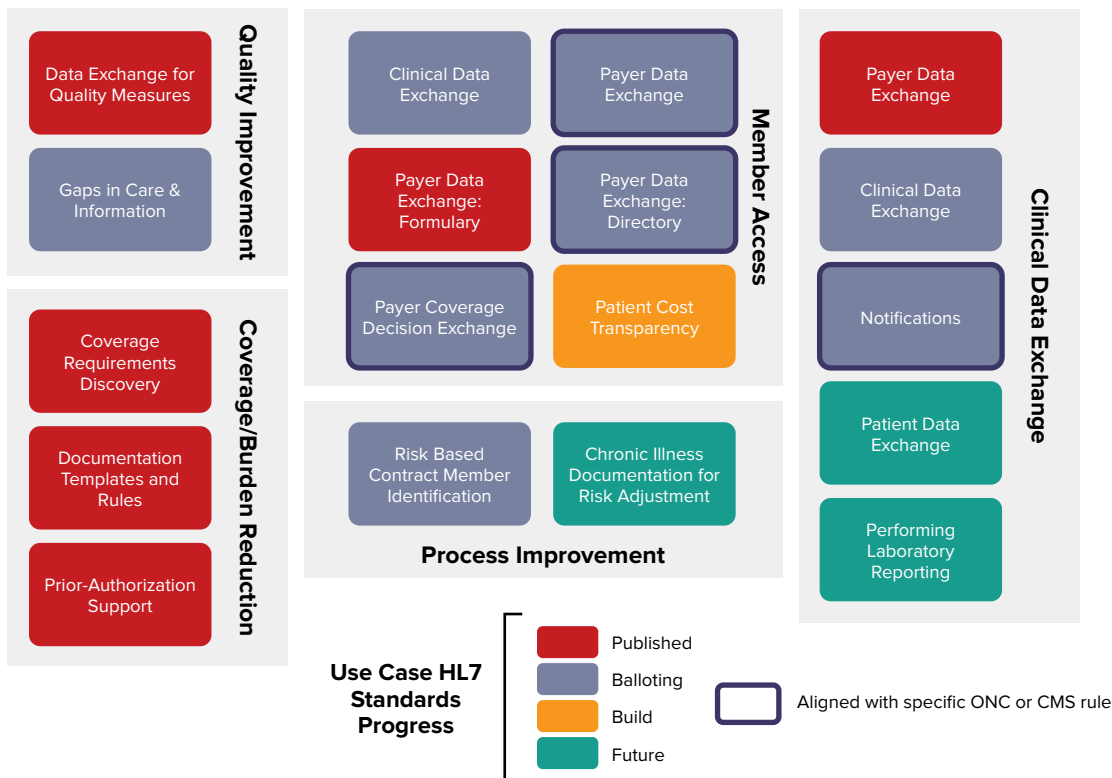 Data Exchange for
Quality Measures
Gaps in Care &
Information
Quality Improvement
Coverage
Requirements
Discovery
Documentation
Templates and
Rules
Prior-Authorization
Support
Coverage/Burden Reduction
Clinical Data
Exchange
Payer Data
Exchange
Payer Data
Exchange:
Formulary
Payer Data
Exchange:
Directory
Payer Coverage
Decision Exchange
Patient Cost
Transparency
Member Access
Risk Based
Contract Member
Identification
Chronic Illness
Documentation for
Risk Adjustment
Process Improvement
Payer Data
Exchange
Clinical Data
Exchange
Notifications
Patient Data
Exchange
Performing
Laboratory
Reporting
Clinical Data Exchange
Use Case HL7
Standards
Progress
Published
Balloting
Build
Future
Aligned with specific ONC or CMS rule